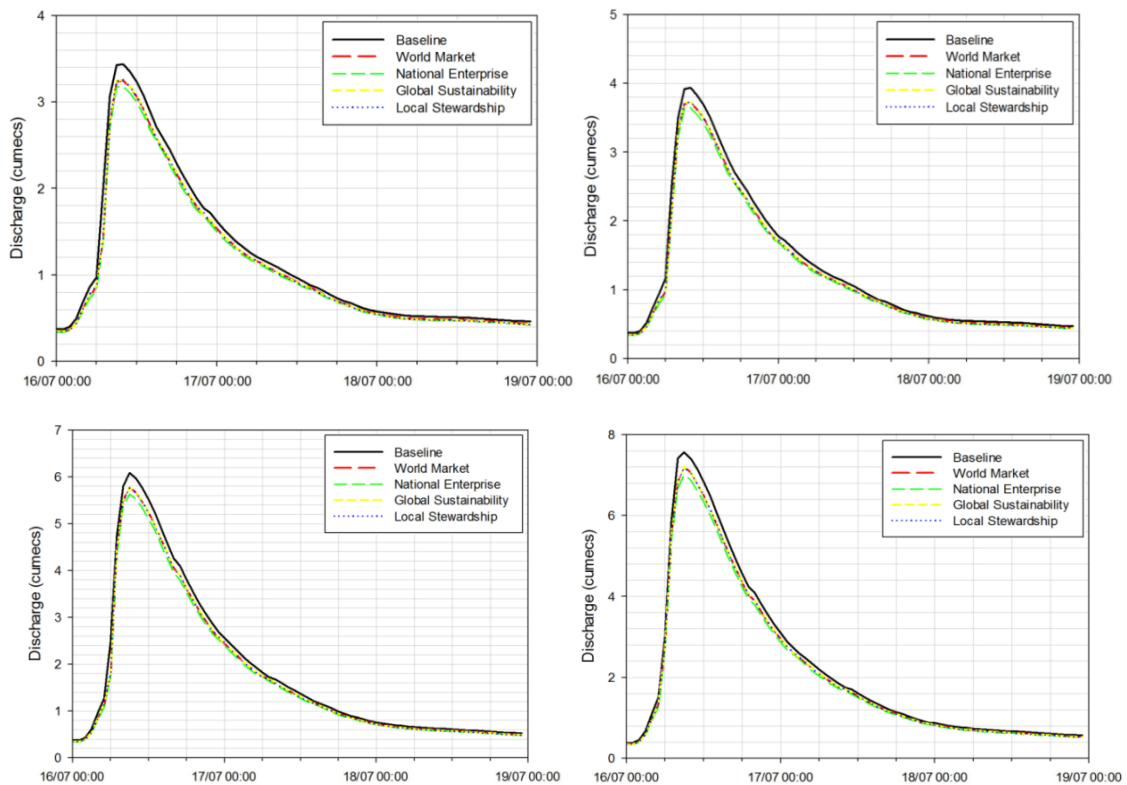 4
3
2
1
0
Discharge (cumecs)
Baseline
World Market
National Enterprise
Global Sustainability
Local Stewardship
16/07 00:00
17/07 00:00
18/07 00:00
19/07 00:00
5
4
3
2
1
0
Discharge (cumecs)
Baseline
World Market
National Enterprise
Global Sustainability
Local Stewardship
16/07 00:00
17/07 00:00
18/07 00:00
19/07 00:00
7
6
5
4
3
2
1
0
Discharge (cumecs)
Baseline
World Market
National Enterprise
Global Sustainability
Local Stewardship
16/07 00:00
17/07 00:00
18/07 00:00
19/07 00:00
8
6
4
2
0
Discharge (cumecs)
Baseline
World Market
National Enterprise
Global Sustainability
Local Stewardship
16/07 00:00
17/07 00:00
18/07 00:00
19/07 00:00